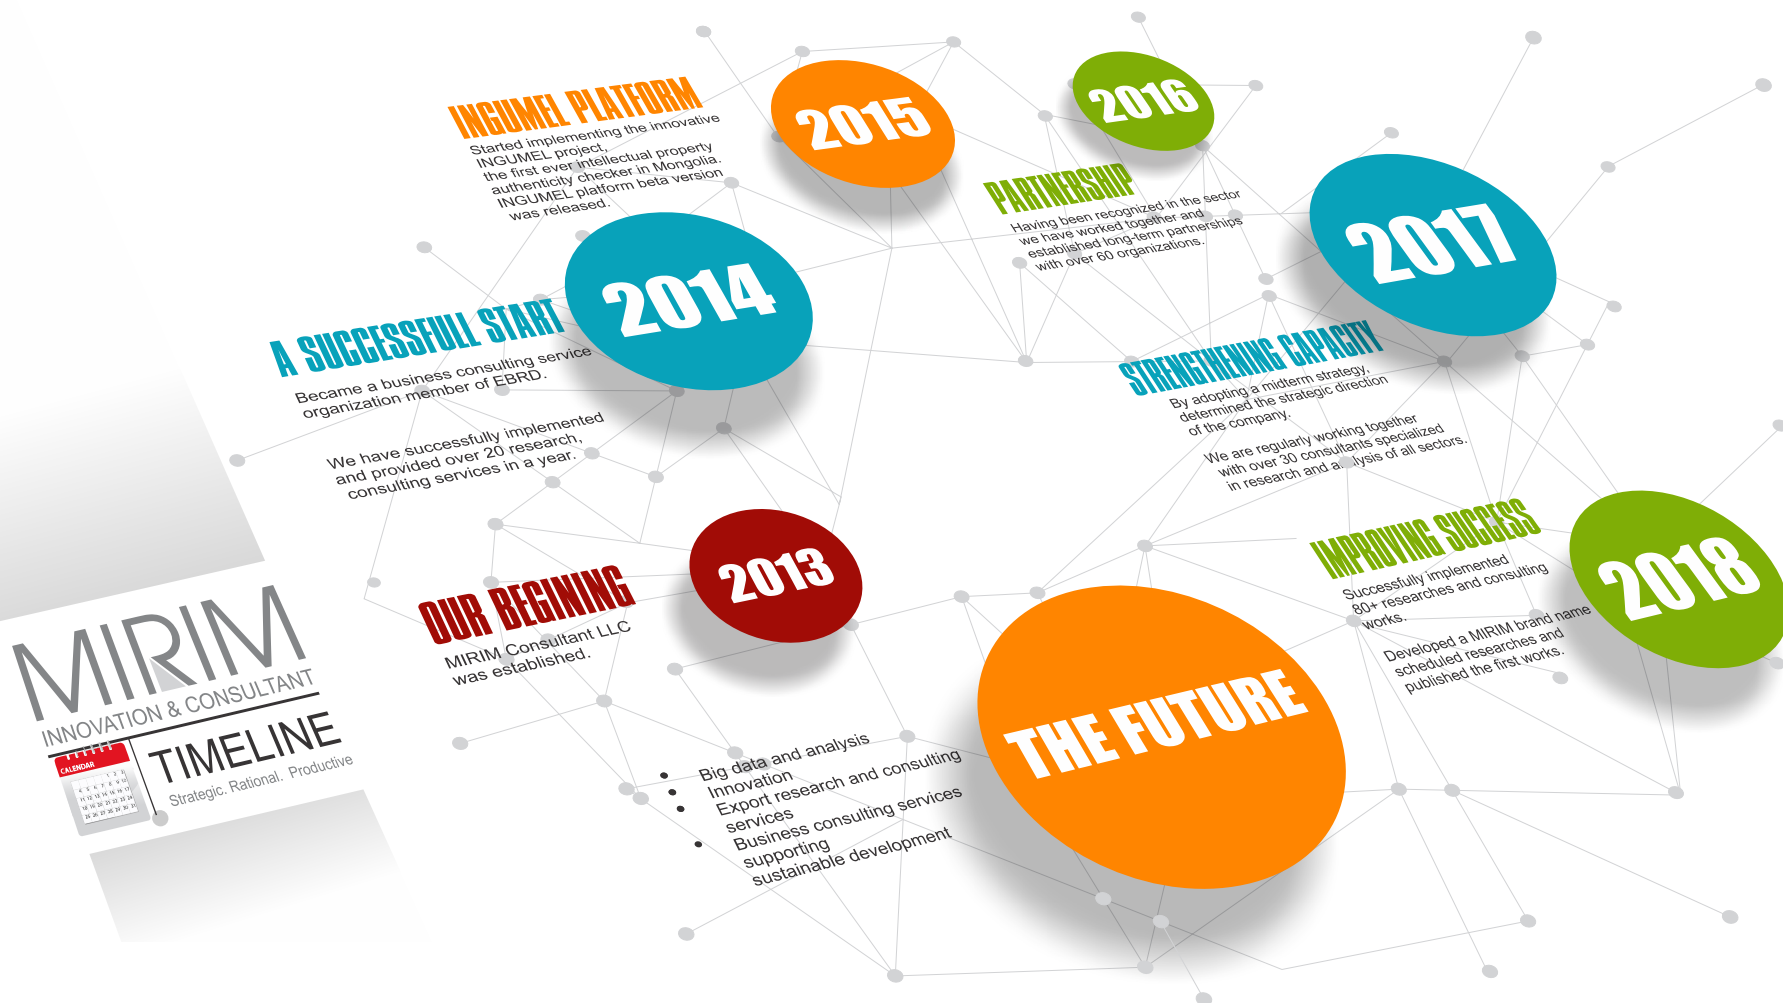 MIRIM
INNOVATION & CONSULTANT
CALENDAR
TIMELINE
Strategic. Rational. Productive
2013
OUR BEGINING
MIRIM Consultant LLC
was established.
2014
A SUCCESSFULL START
Became a business consulting service
organization member of EBRD.
We have successfully implemented
and provided over 20 research,
consulting services in a year.
2015
INGUMEL PLATFORM
Started implementing the innovative
INGUMEL project,
the first ever intellectual property
authenticity checker in Mongolia.
INGUMEL platform beta version
was released.
2016
PARTNERSHIP
Having been recognized in the sector
we have worked together and
established long-term partnerships
with over 60 organizations.
2017
STRENGTHENING CAPACITY
By adopting a midterm strategy,
determined the strategic direction
of the company.
We are regularly working together
with over 30 consultants specialized
in research and analysis of all sectors.
2018
IMPROVING SUCCESS
Successfully implemented
80+ researches and consulting
works.
Developed a MIRIM brand name
scheduled researches and
published the first works.
THE FUTURE
• Big data and analysis
• Innovation
• Export research and consulting
services
• Business consulting services
supporting
sustainable development